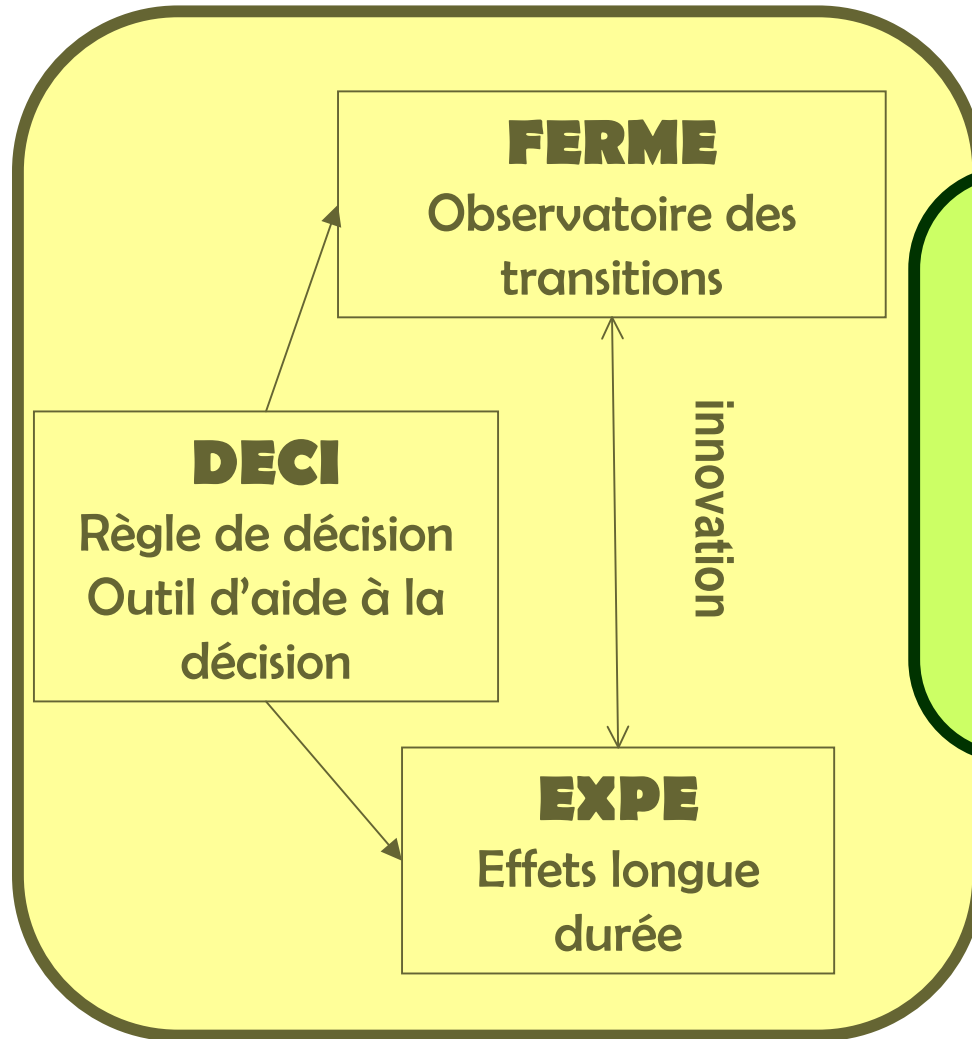 FERME
Observatoire des
transitions
innovation
DECI
Règle de décision
Outil d’aide à la
décision
EXPE
Effets longue
durée